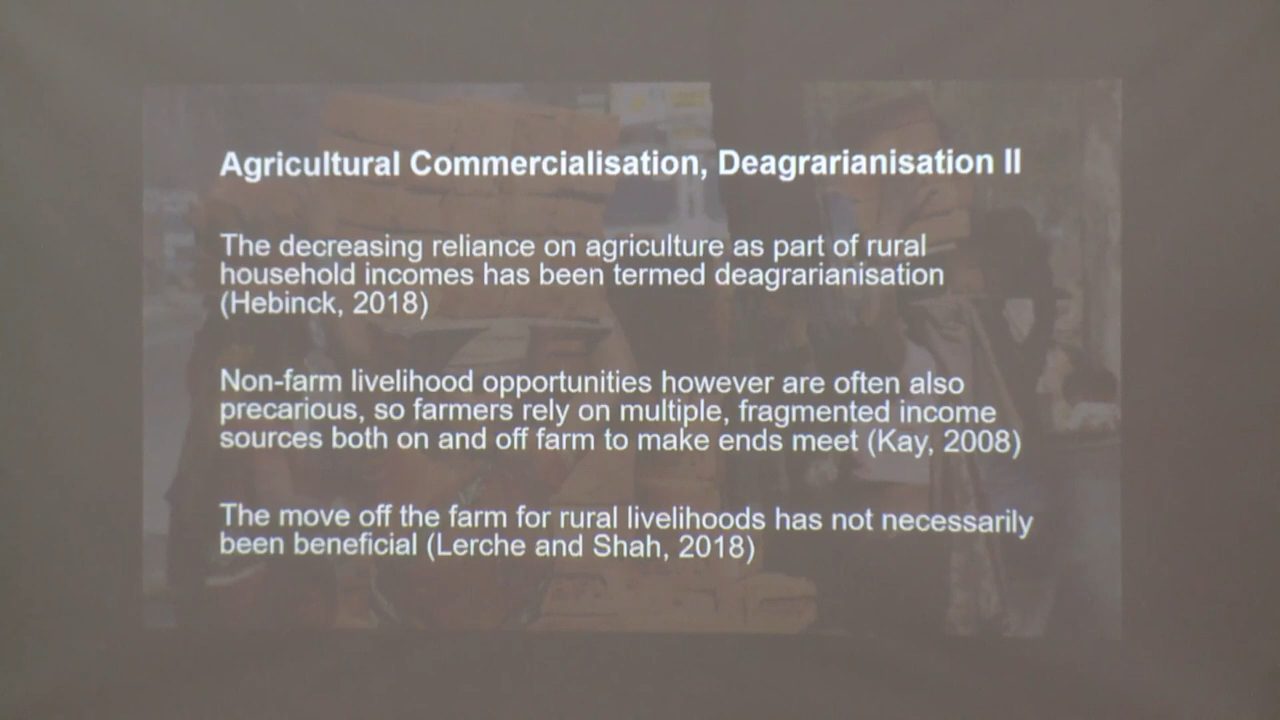 Agricultural Commercialisation, Deagrarianisation II
The decreasing reliance on agriculture as part of rural
household incomes has been termed deagrarianisation
(Hebinck, 2018)
Non-farm livelihood opportunities however are often also
precarious, so farmers rely on multiple, fragmented income
sources both on and off farm to make ends meet (Kay, 2008)
The move off the farm for rural livelihoods has not necessarily
been beneficial (Lerche and Shah, 2018)